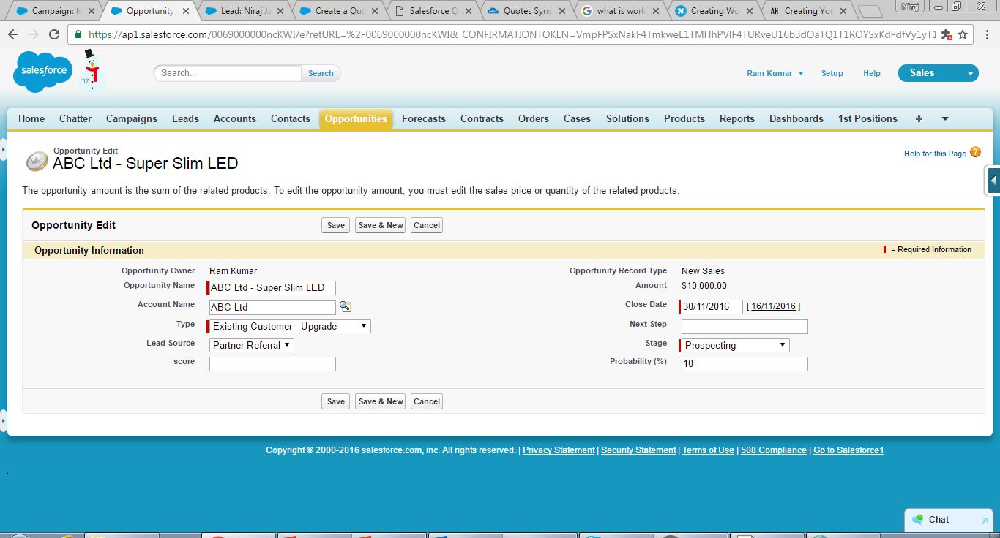 Campaign: M
Opportunity
Lead: Niraj Ja
Create a Quo
Salesforce Q
Quotes Sync
what is work
Creating Wo
AH Creating You
Niraj
https://ap1.salesforce.com/0069000000ncKWI/e?retURL=%2F0069000000ncKWI&_CONFIRMATIONTOKEN=VmpFPSxNakF4TmkweE1TMHhPVlF4TURveU16b3dOaTQ1T1ROYSxKdFdfVy1yT1
salesforce
'17
Search...
Search
Ram Kumar
Setup
Help
Sales
Home Chatter Campaigns Leads Accounts Contacts Opportunities Forecasts Contracts Orders Cases Solutions Products Reports Dashboards 1st Positions +
Opportunity Edit
ABC Ltd - Super Slim LED
Help for this Page ?
The opportunity amount is the sum of the related products. To edit the opportunity amount, you must edit the sales price or quantity of the related products.
Opportunity Edit Save Save & New Cancel
Opportunity Information = Required Information
Opportunity Owner Ram Kumar Opportunity Record Type New Sales
Opportunity Name ABC Ltd - Super Slim LED Amount $10,000.00
Account Name ABC Ltd Close Date 30/11/2016 [ 16/11/2016 ]
Type Existing Customer - Upgrade Next Step
Lead Source Partner Referral Stage Prospecting
score Probability (%) 10
Save Save & New Cancel
Copyright © 2000-2016 salesforce.com, inc. All rights reserved. | Privacy Statement | Security Statement | Terms of Use | 508 Compliance | Go to Salesforce1
Chat